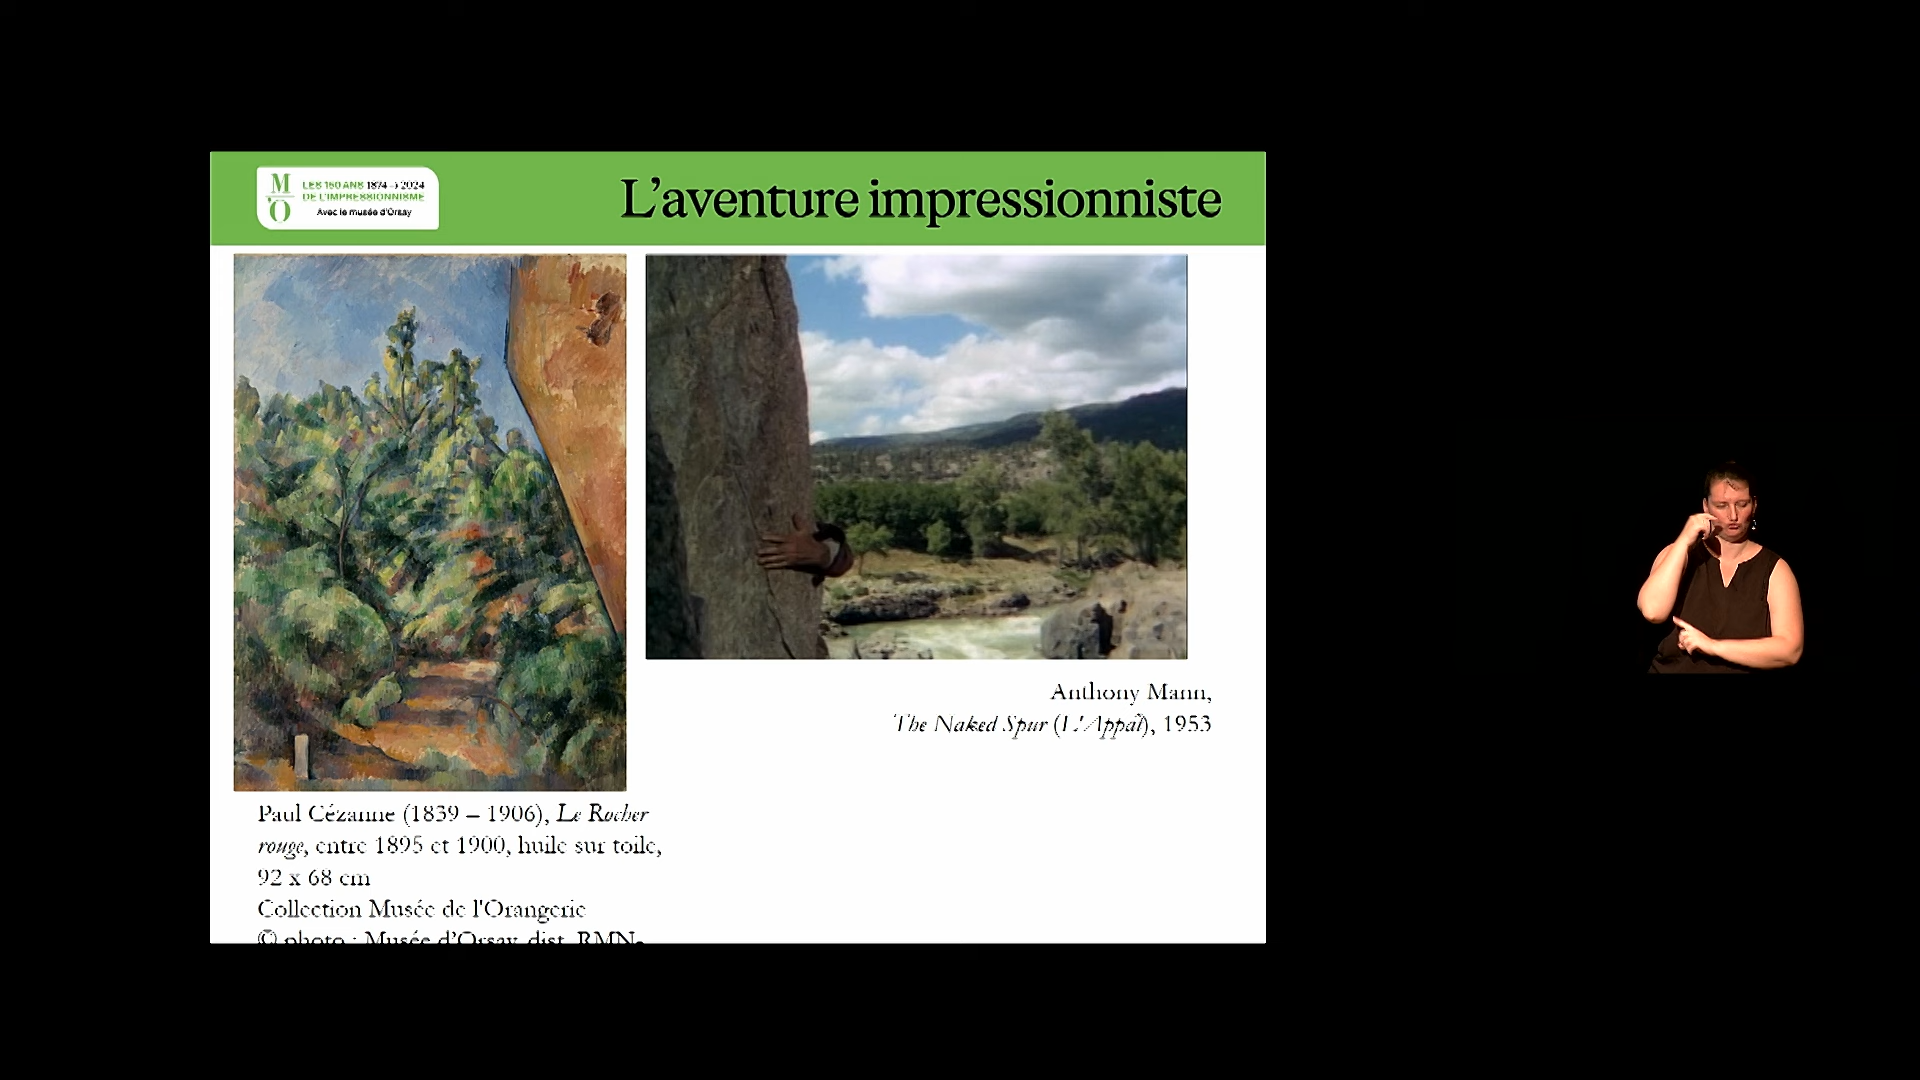 M
'O
LES 150 ANS 1874 → 2024
DE L'IMPRESSIONNISME
Avec le musée d'Orsay
L'aventure impressionniste
Anthony Mann,
The Naked Spur (L'Appât), 1953
Paul Cézanne (1839 – 1906), Le Rocher
rouge, entre 1895 et 1900, huile sur toile,
92 x 68 cm
Collection Musée de l'Orangerie
© photo : Musée d'Orsay, dist. RMN-